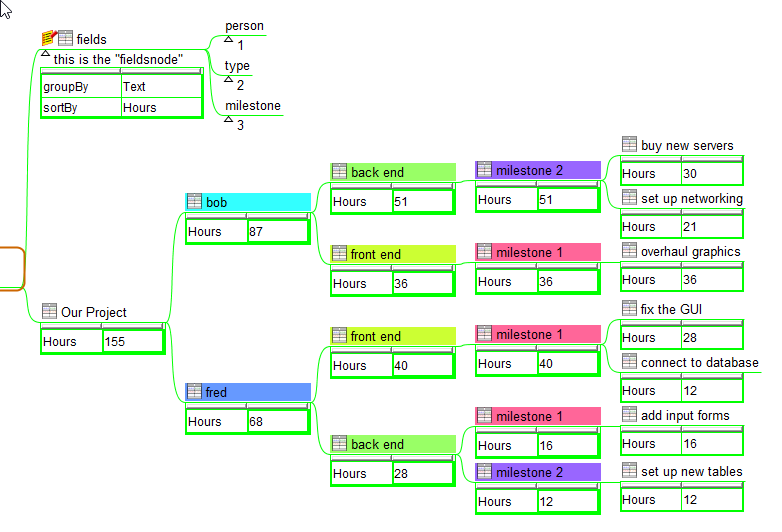 fields
this is the "fieldsnode"
groupBy Text
sortBy Hours
person
1
type
2
milestone
3
Our Project
Hours 155
bob
Hours 87
back end
Hours 51
milestone 2
Hours 51
buy new servers
Hours 30
set up networking
Hours 21
front end
Hours 36
milestone 1
Hours 36
overhaul graphics
Hours 36
fred
Hours 68
front end
Hours 40
milestone 1
Hours 40
fix the GUI
Hours 28
connect to database
Hours 12
back end
Hours 28
milestone 1
Hours 16
add input forms
Hours 16
milestone 2
Hours 12
set up new tables
Hours 12